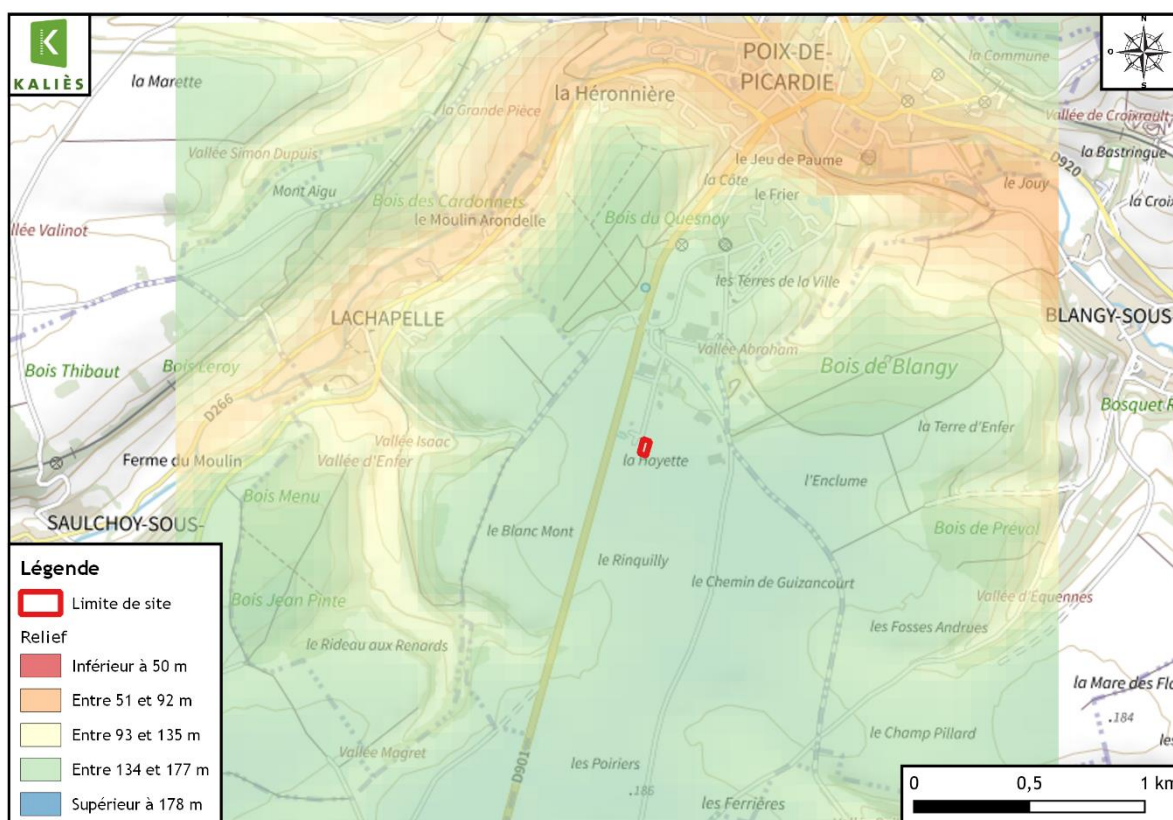 KALIÈS
N
O
S
la Marette
la Commune
POIX-DE-
PICARDIE
la Héronnière
la Grande Pièce
Vallée de Croixrault
la Bastringue
D920
Vallée Simon Dupuis
le Jeu de Paume
la Côte
le Jouy
Mont Aigu
le Frier
Bois des Cardonnets
la Croix
le Moulin Arondelle
Bois du Quesnoy
Vallée Valinot
les Terres de la Ville
LACHAPELLE
BLANGY-SOUS
Vallée Abraham
Bois Thibaut
Bois Leroy
Bois de Blangy
D266
Bosquet R
la Terre d'Enfer
Vallée Isaac
Ferme du Moulin
Vallée d'Enfer
la Hayette
l'Enclume
Bois Menu
SAULCHOY-SOUS-
le Blanc Mont
Bois de Préval
le Rinquilly
le Chemin de Guizancourt
Vallée d'Equennes
Bois Jean Pinte
les Fosses Andrues
le Rideau aux Renards
la Mare des Fla
.184
les
le Champ Pillard
Vallée Magret
D901
les Poiriers
.186
les Ferrières
Légende
Limite de site
Relief
Inférieur à 50 m
Entre 51 et 92 m
Entre 93 et 135 m
Entre 134 et 177 m
Supérieur à 178 m
0 0,5 1 km